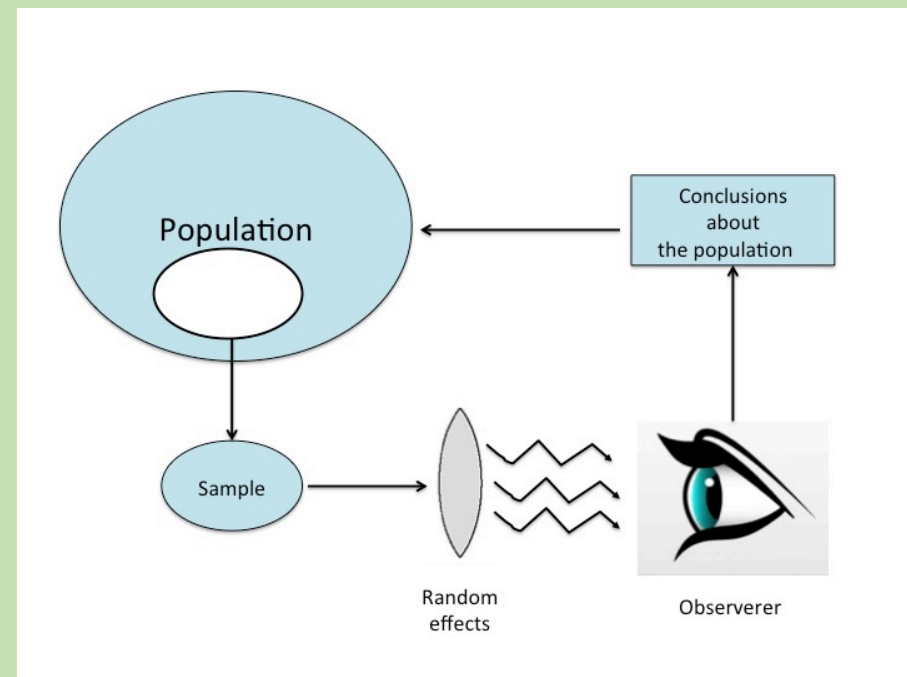 Population
Conclusions
about
the population
Sample
Random
effects
Observerer